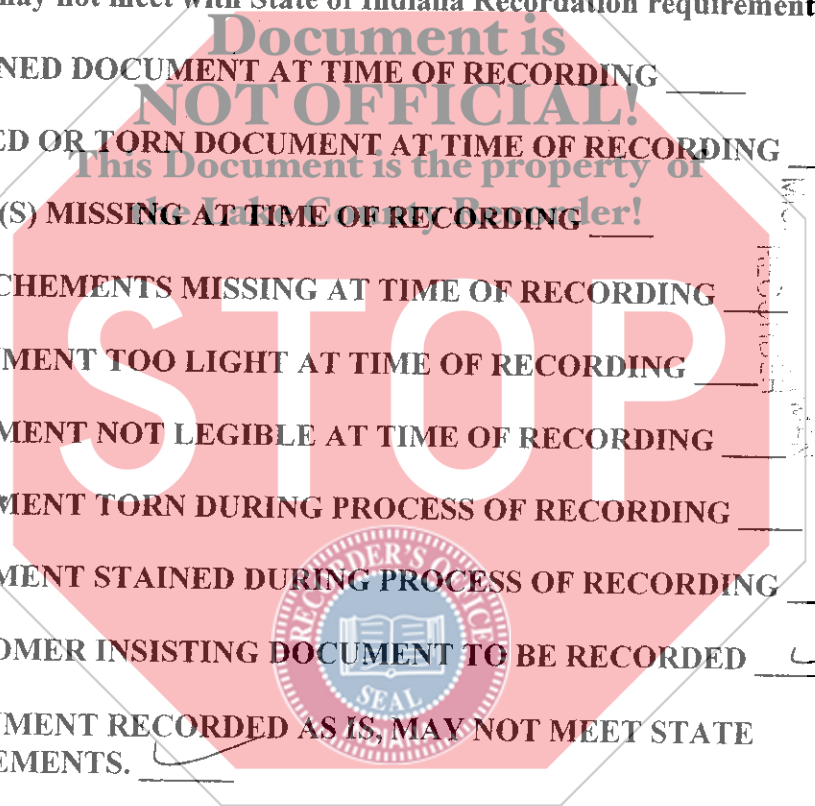 may not meet with State of Indiana Recordation requirement
Document is
NED DOCUMENT AT TIME OF RECORDING
NOT OFFICIAL!
ED OR TORN DOCUMENT AT TIME OF RECORDING
This Document is the property of
(S) MISSING AT TIME OF RECORDING
the Lake County Recorder!
CHEMENTS MISSING AT TIME OF RECORDING
STOP
MENT TOO LIGHT AT TIME OF RECORDING
MENT NOT LEGIBLE AT TIME OF RECORDING
MENT TORN DURING PROCESS OF RECORDING
MENT STAINED DURING PROCESS OF RECORDING
RECORDER'S OFFICE
OMER INSISTING DOCUMENT TO BE RECORDED
SEAL
UMENT RECORDED AS IS, MAY NOT MEET STATE
EMENTS.